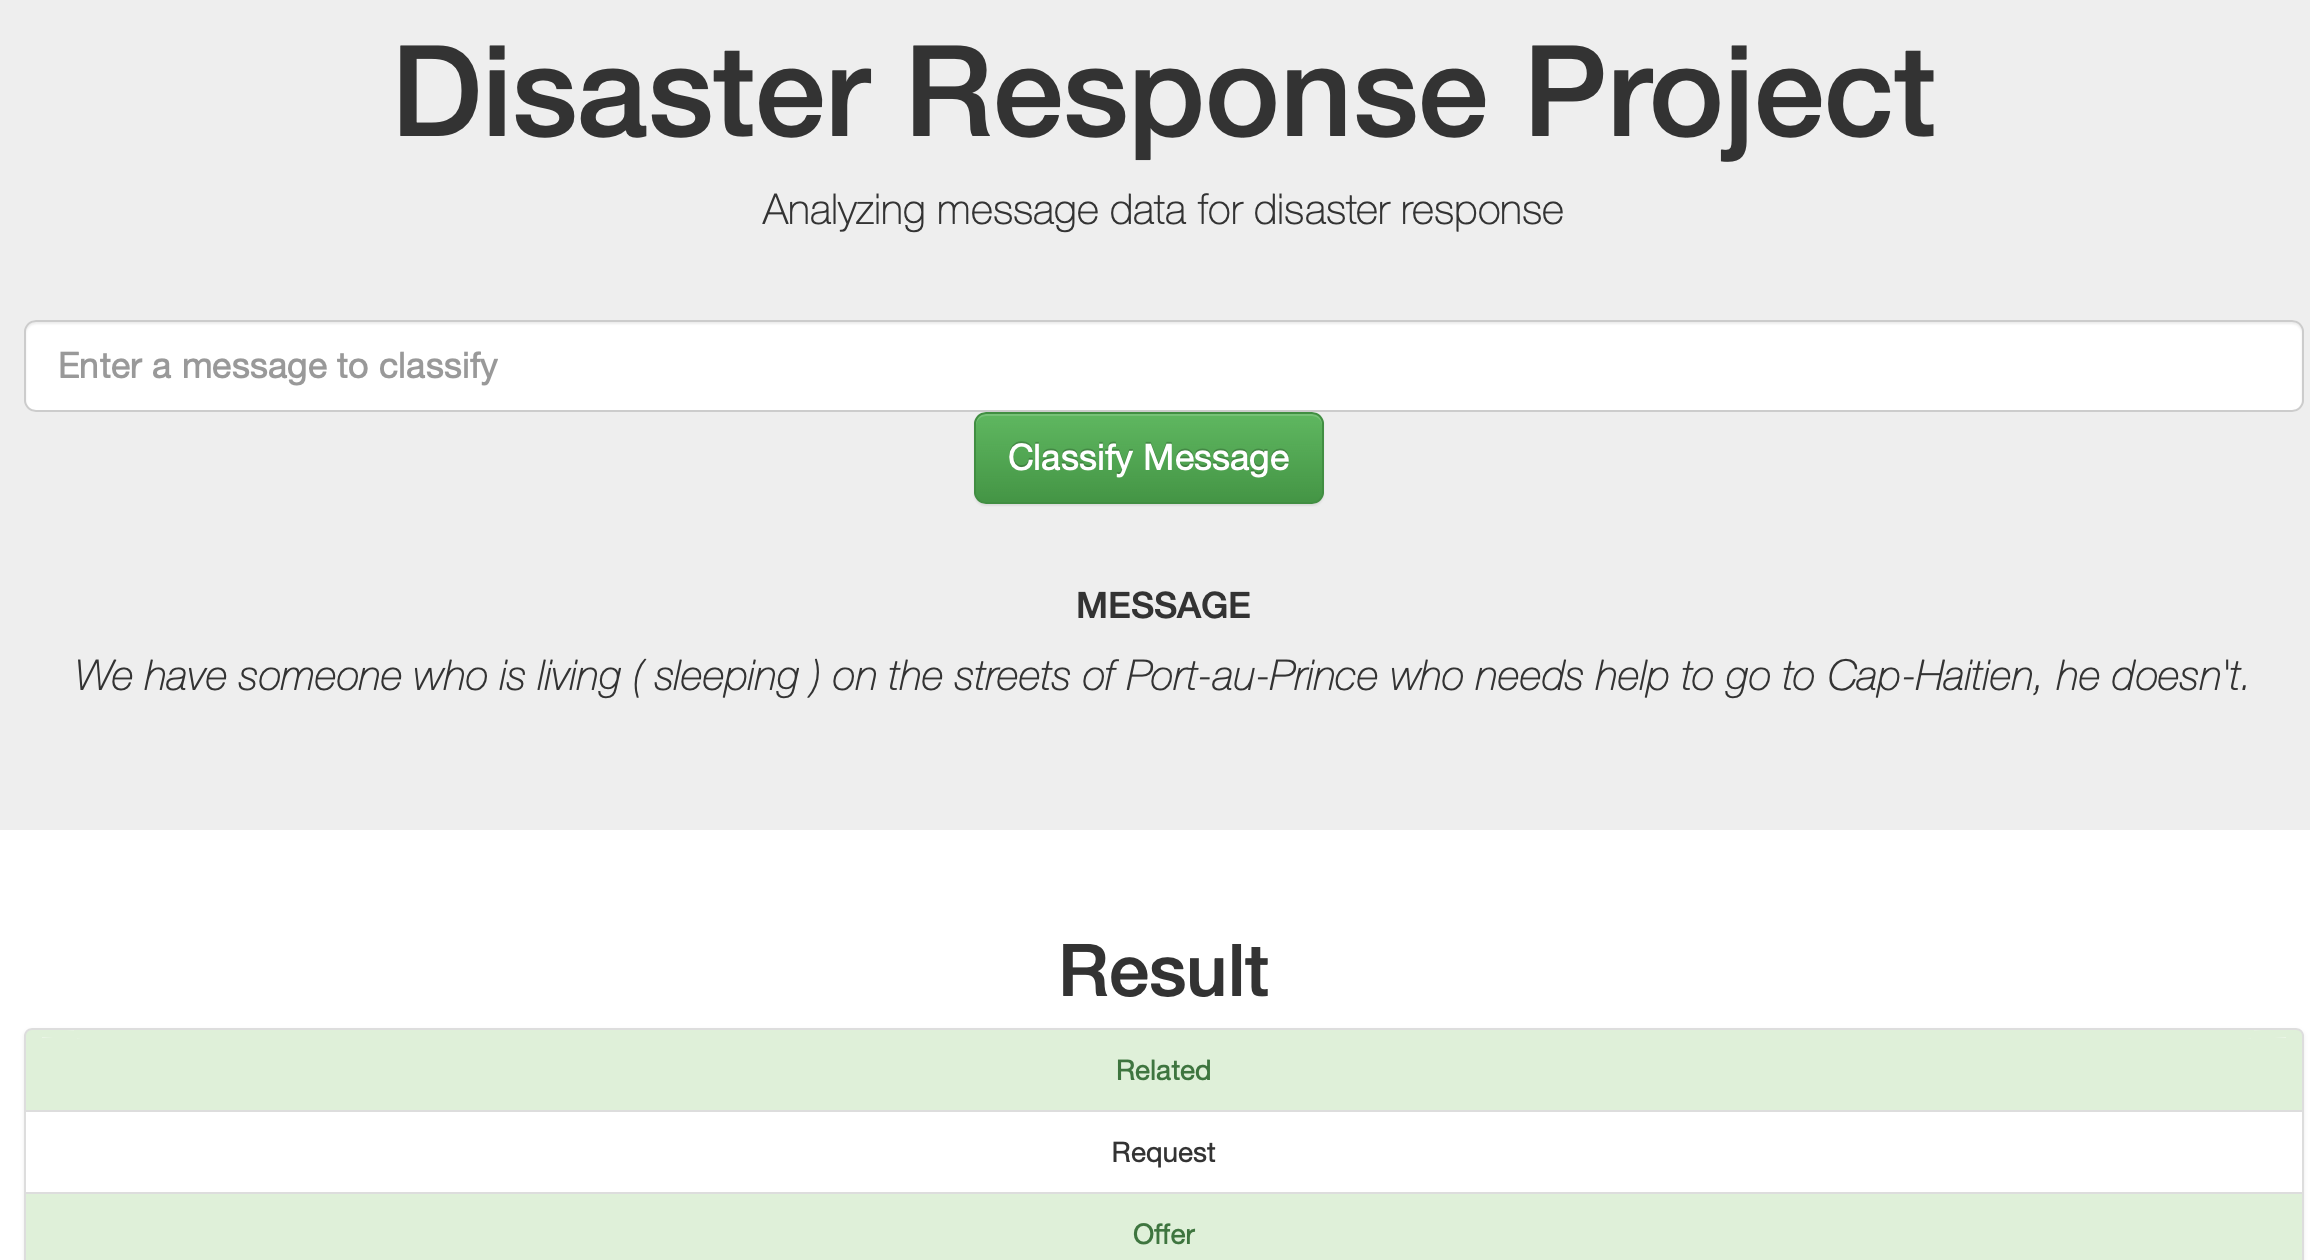 Disaster Response Project
Analyzing message data for disaster response
Enter a message to classify
Classify Message
MESSAGE
We have someone who is living ( sleeping ) on the streets of Port-au-Prince who needs help to go to Cap-Haitien, he doesn't.
Result
Related
Request
Offer